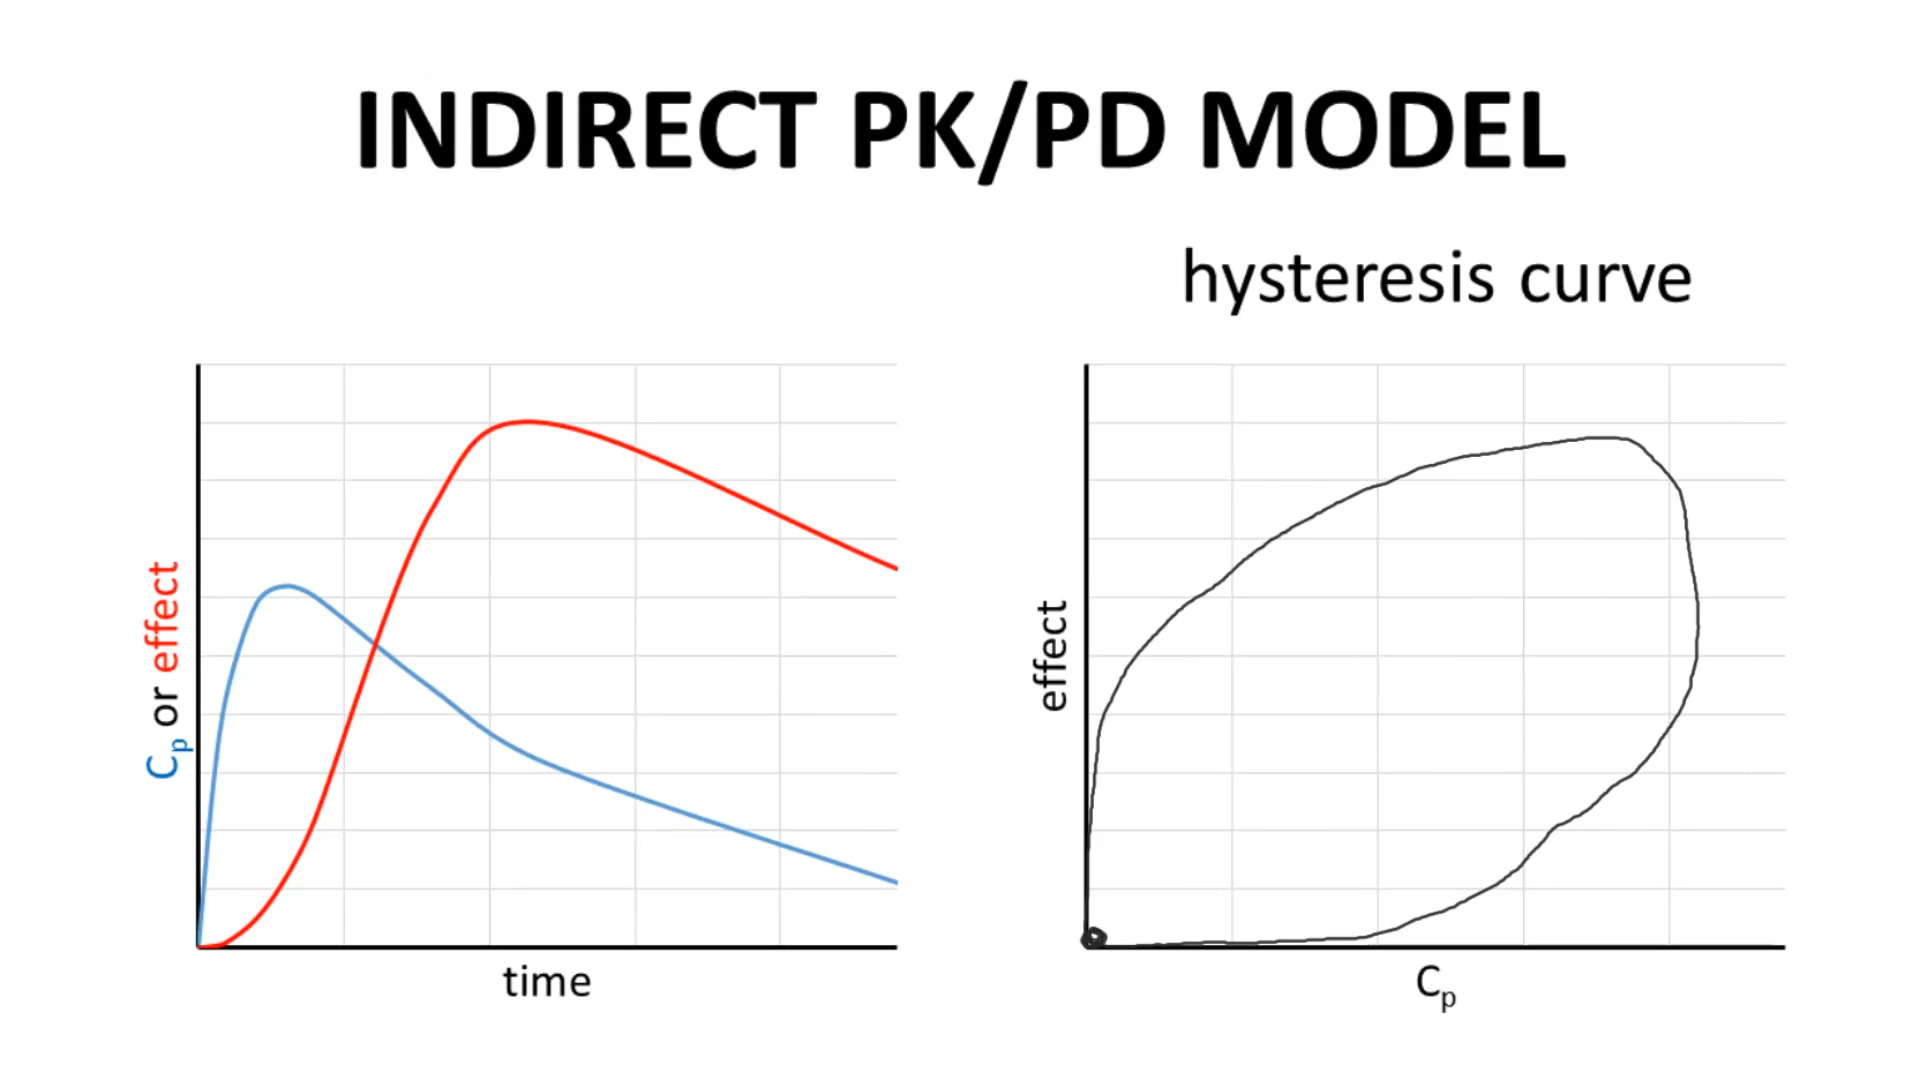 INDIRECT PK/PD MODEL
hysteresis curve
Cp or effect
time
effect
Cp